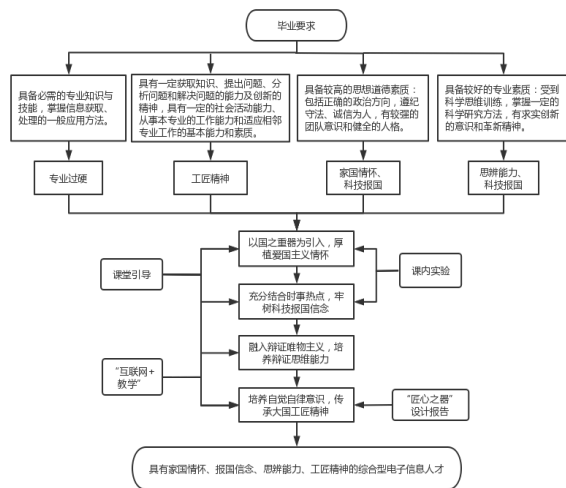 毕业要求
具备必需的专业知识与
技能，掌握信息获取、
处理的一般应用方法。
具有一定获取知识、提出问题、分
析问题和解决问题的能力及创新的
精神，具有一定的社会活动能力、
从事本专业的工作能力和适应相邻
专业工作的基本能力和素质。
具备较高的思想道德素质：
包括正确的政治方向，遵纪
守法、诚信为人，有较强的
团队意识和健全的人格。
具备较好的专业素质：受到
科学思维训练，掌握一定的
科学研究方法，有求实创新
的意识和革新精神。
专业过硬
工匠精神
家国情怀、
科技报国
思辨能力、
科技报国
以国之重器为引入，厚
植爱国主义情怀
课堂引导
课内实验
充分结合时事热点，牢
树科技报国信念
融入辩证唯物主义，培
养辩证思维能力
“互联网+
教学”
培养自觉自律意识，传
承大国工匠精神
“匠心之器”
设计报告
具有家国情怀、报国信念、思辨能力、工匠精神的综合型电子信息人才